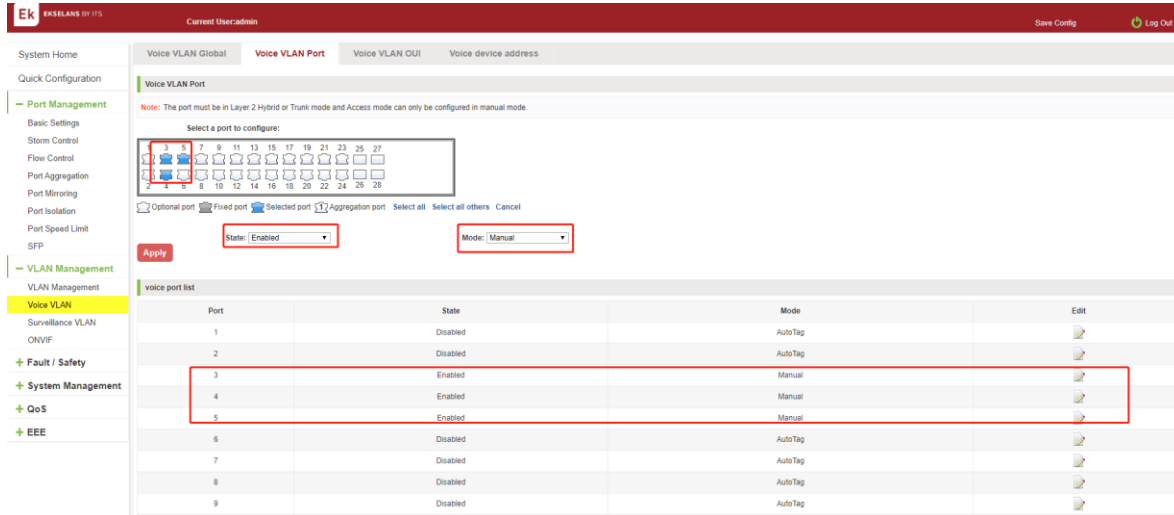 Ek EKSELANS BY ITS
Current User:admin
Save Config
Log Out
System Home
Quick Configuration
Port Management
Basic Settings
Storm Control
Flow Control
Port Aggregation
Port Mirroring
Port Isolation
Port Speed Limit
SFP
VLAN Management
VLAN Management
Voice VLAN
Surveillance VLAN
ONVIF
Fault / Safety
System Management
QoS
EEE
Voice VLAN Global Voice VLAN Port Voice VLAN OUI Voice device address
Voice VLAN Port
Note: The port must be in Layer 2 Hybrid or Trunk mode and Access mode can only be configured in manual mode.
Select a port to configure:
1 3 5 7 9 11 13 15 17 19 21 23 25 27
2 4 6 8 10 12 14 16 18 20 22 24 26 28
Optional port Fixed port Selected port 1 Aggregation port Select all Select all others Cancel
State: Enabled Mode: Manual
Apply
voice port list
Port State Mode Edit
1 Disabled AutoTag
2 Disabled AutoTag
3 Enabled Manual
4 Enabled Manual
5 Enabled Manual
6 Disabled AutoTag
7 Disabled AutoTag
8 Disabled AutoTag
9 Disabled AutoTag